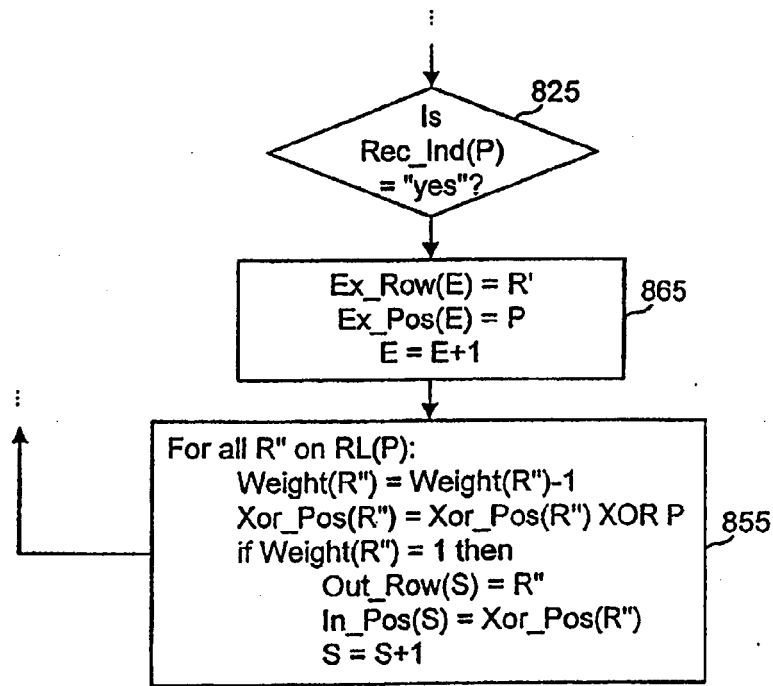 ⋮
825
Is
Rec_Ind(P)
= "yes"?
Ex_Row(E) = R'
Ex_Pos(E) = P
E = E+1
865
⋮
For all R" on RL(P):
Weight(R") = Weight(R")-1
Xor_Pos(R") = Xor_Pos(R") XOR P
if Weight(R") = 1 then
Out_Row(S) = R"
In_Pos(S) = Xor_Pos(R")
S = S+1
855